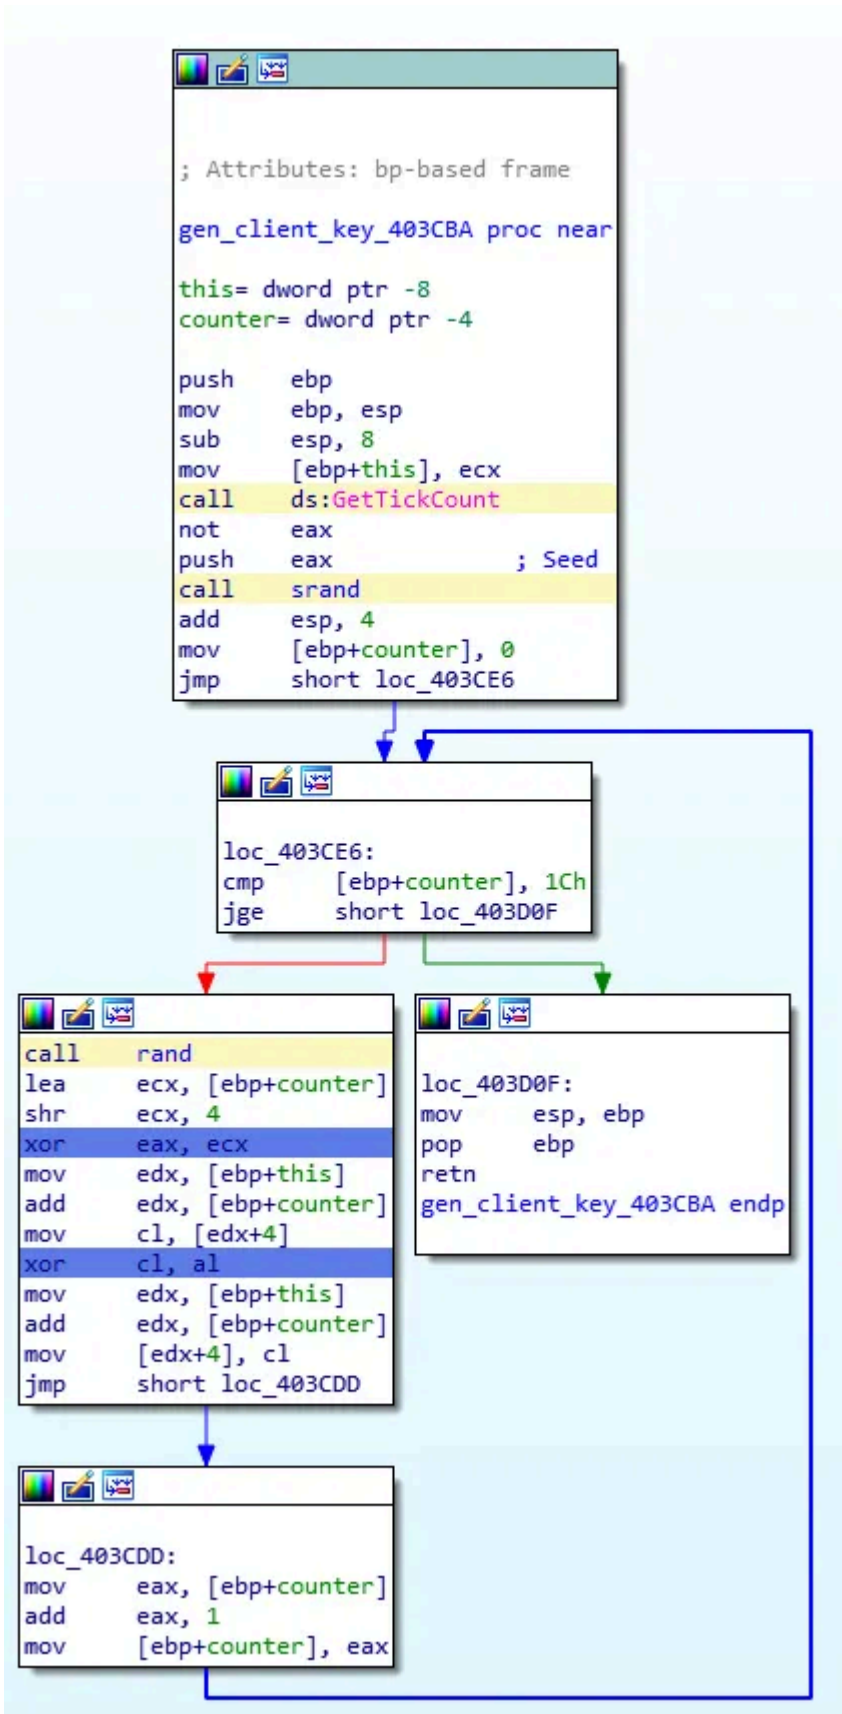 ; Attributes: bp-based frame
gen_client_key_403CBA proc near
this= dword ptr -8
counter= dword ptr -4
push    ebp
mov     ebp, esp
sub     esp, 8
mov     [ebp+this], ecx
call    ds:GetTickCount
not     eax
push    eax             ; Seed
call    srand
add     esp, 4
mov     [ebp+counter], 0
jmp     short loc_403CE6
loc_403CE6:
cmp     [ebp+counter], 1Ch
jge     short loc_403D0F
call    rand
lea     ecx, [ebp+counter]
shr     ecx, 4
xor     eax, ecx
mov     edx, [ebp+this]
add     edx, [ebp+counter]
mov     cl, [edx+4]
xor     cl, al
mov     edx, [ebp+this]
add     edx, [ebp+counter]
mov     [edx+4], cl
jmp     short loc_403CDD
loc_403D0F:
mov     esp, ebp
pop     ebp
retn
gen_client_key_403CBA endp
loc_403CDD:
mov     eax, [ebp+counter]
add     eax, 1
mov     [ebp+counter], eax